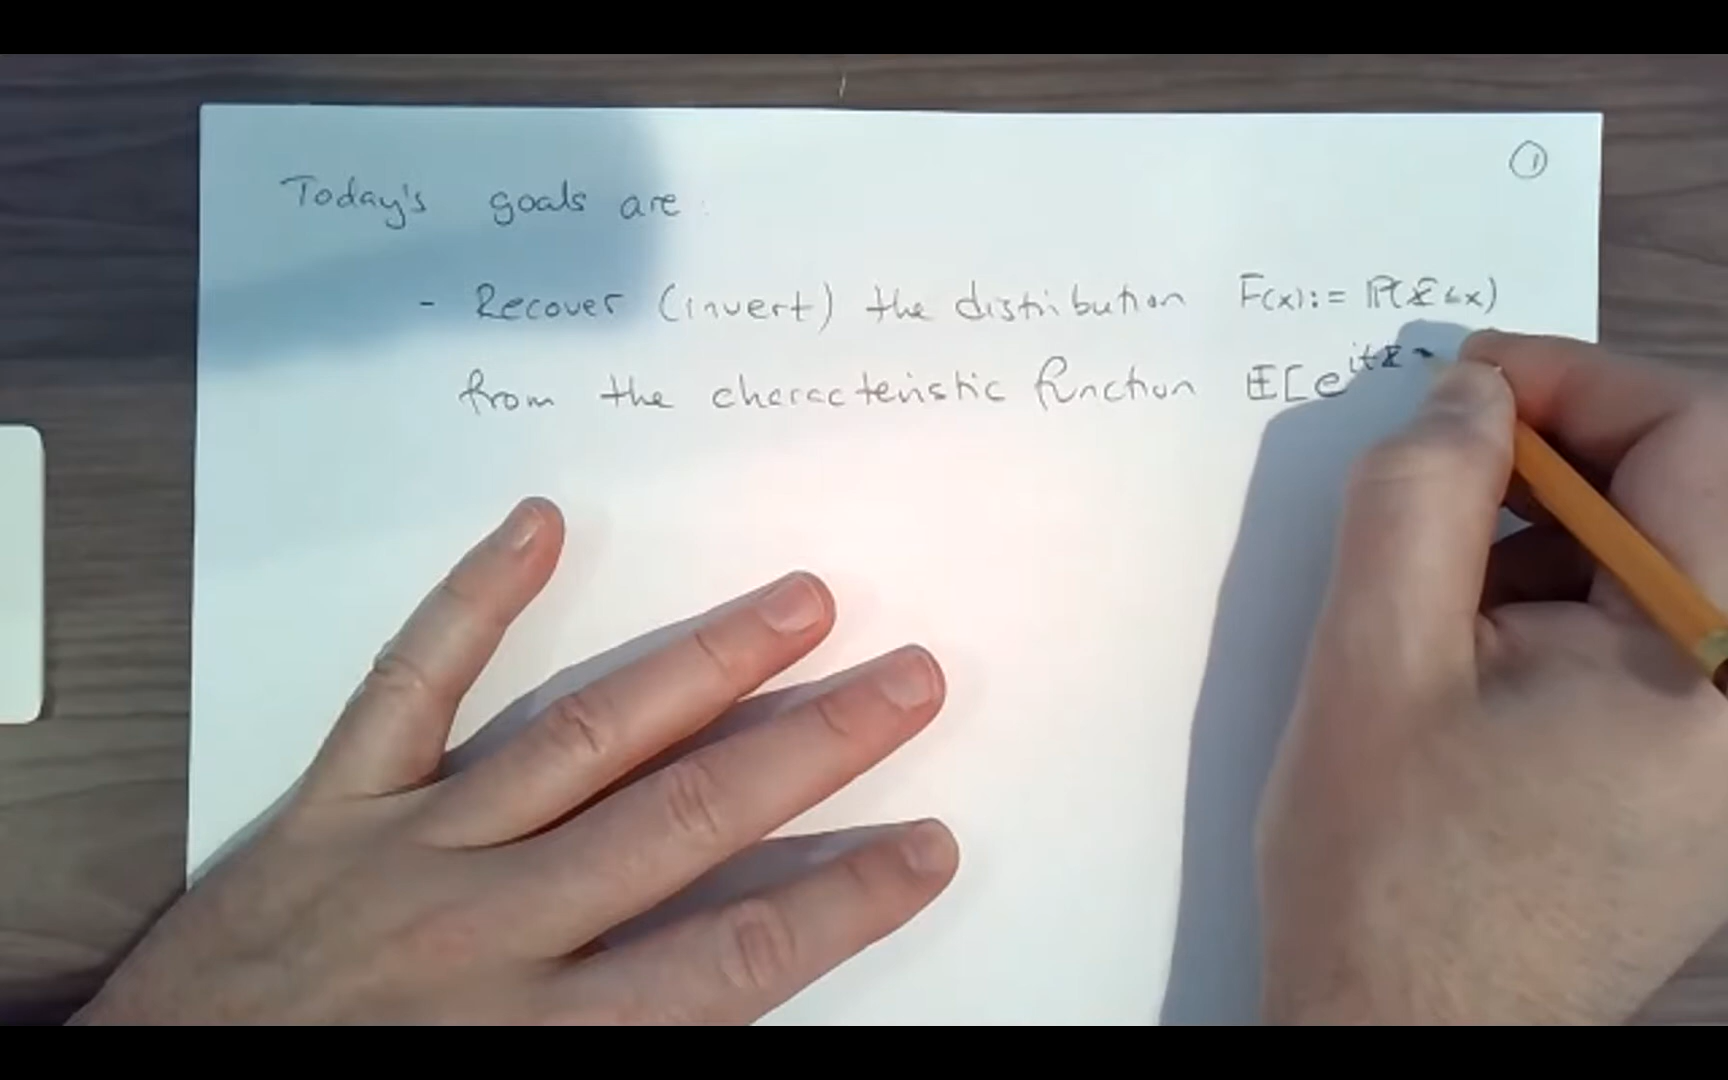 ①
Today's goals are:
- Recover (invert) the distribution F(x):= ℙ(X<x)
from the characteristic function 𝔼[e^{itX}